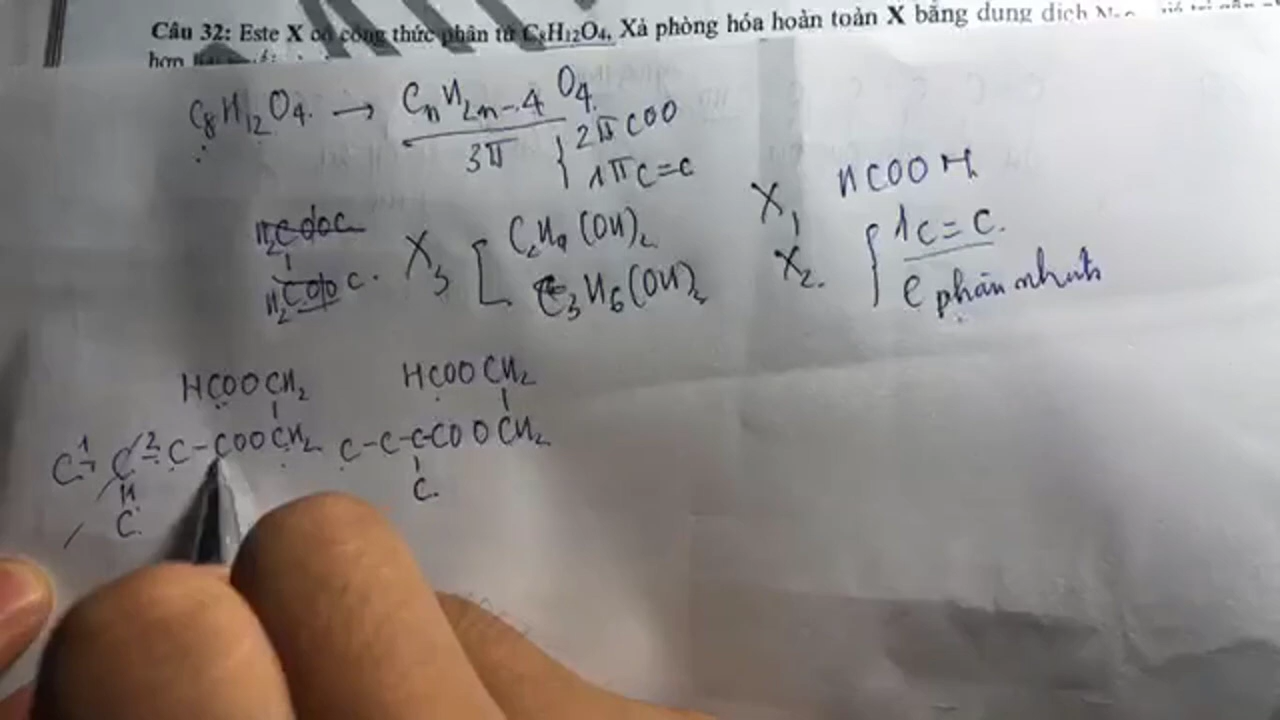 Câu 32: Este X có công thức phân tử C₈H₁₂O₄. Xà phòng hóa hoàn toàn X bằng dung dịch
C₈H₁₂O₄. → CₙH₂ₙ₋₄O₄
3π { 2π COO
1π C=C
X₁ HCOOH
X₂. { 1 C=C.
e phân nhánh
X₃ [ C₂H₄(OH)₂
C₃H₆(OH)₂
HCOOCH₂ HCOOCH₂
C-C-C-COOCH₂ C-C-C-COOCH₂
C. C.